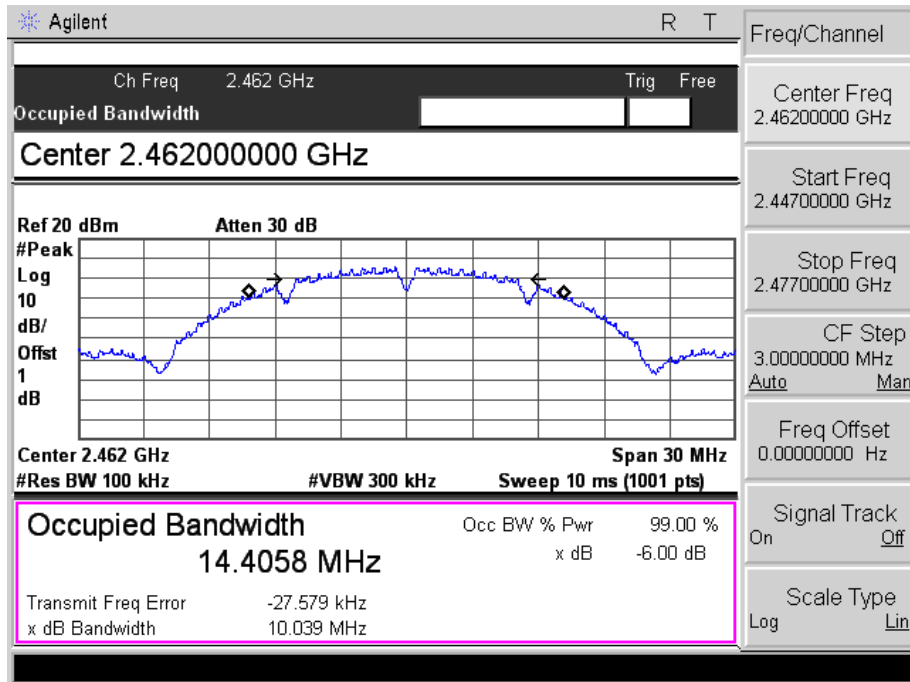 Agilent R T
Ch Freq 2.462 GHz Trig Free
Occupied Bandwidth
Center 2.462000000 GHz
Ref 20 dBm Atten 30 dB
#Peak
Log
10
dB/
Offst
1
dB
Center 2.462 GHz Span 30 MHz
#Res BW 100 kHz #VBW 300 kHz Sweep 10 ms (1001 pts)
Occupied Bandwidth
14.4058 MHz
Occ BW % Pwr 99.00 %
x dB -6.00 dB
Transmit Freq Error -27.579 kHz
x dB Bandwidth 10.039 MHz
Freq/Channel
Center Freq
2.46200000 GHz
Start Freq
2.44700000 GHz
Stop Freq
2.47700000 GHz
CF Step
3.00000000 MHz
Auto Man
Freq Offset
0.00000000 Hz
Signal Track
On Off
Scale Type
Log Lin